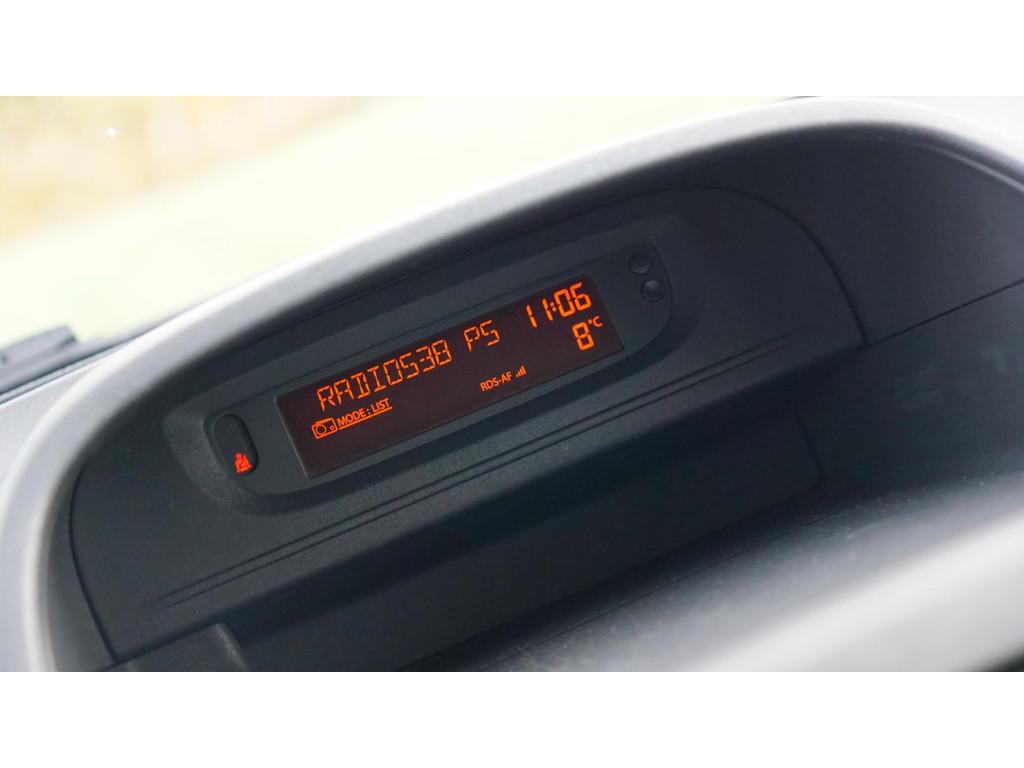 RADIO538 PS 11:06
8°C
MODE : LIST RDS-AF